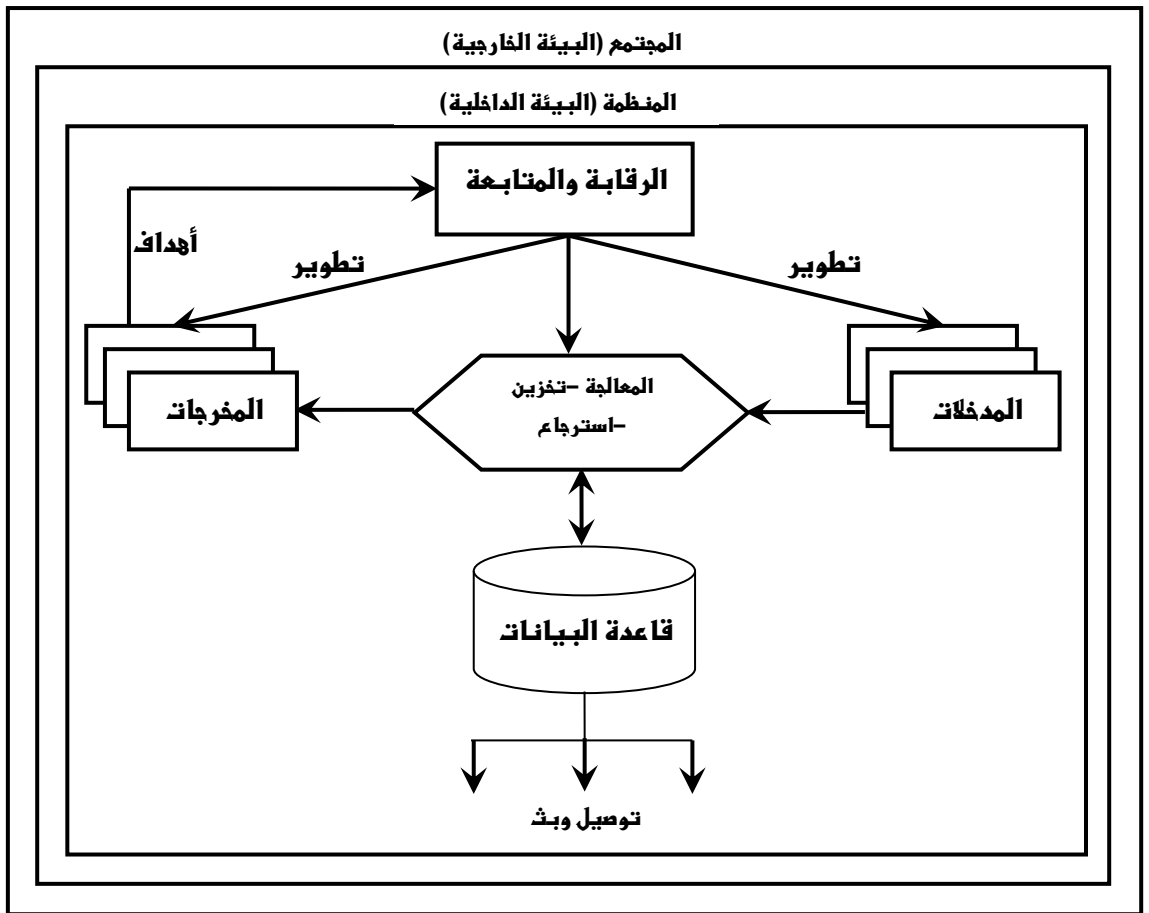 المجتمع (البيئة الخارجية)
المنظمة (البيئة الداخلية)
الرقابة والمتابعة
أهداف
تطوير
تطوير
المدخلات
المعالجة –تخزين
–استرجاع
المخرجات
قاعدة البيانات
توصيل وبث